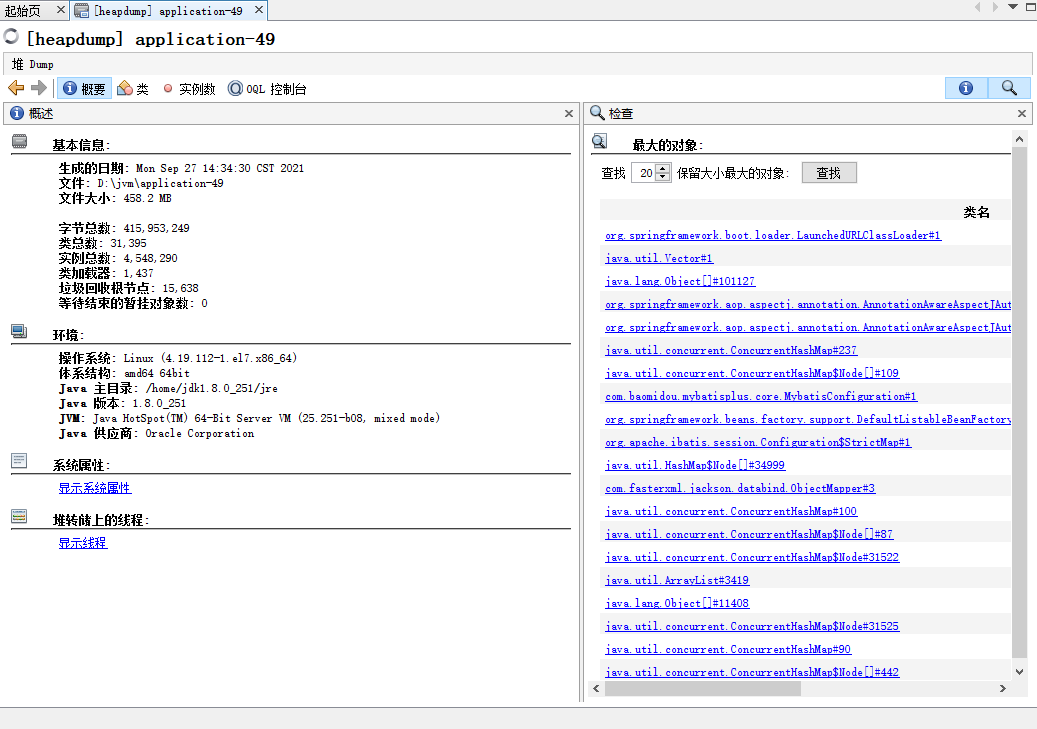 起始页
[heapdump] application-49
[heapdump] application-49
堆 Dump
概要 类 实例数 OQL 控制台
概述
基本信息:
生成的日期: Mon Sep 27 14:34:30 CST 2021
文件: D:\jvm\application-49
文件大小: 458.2 MB
字节总数: 415,953,249
类总数: 31,395
实例总数: 4,548,290
类加载器: 1,437
垃圾回收根节点: 15,638
等待结束的暂挂对象数: 0
环境:
操作系统: Linux (4.19.112-1.el7.x86_64)
体系结构: amd64 64bit
Java 主目录: /home/jdk1.8.0_251/jre
Java 版本: 1.8.0_251
JVM: Java HotSpot(TM) 64-Bit Server VM (25.251-b08, mixed mode)
Java 供应商: Oracle Corporation
系统属性:
显示系统属性
堆转储上的线程:
显示线程
检查
最大的对象:
查找 20 保留大小最大的对象: 查找
类名
org.springframework.boot.loader.LaunchedURLClassLoader#1
java.util.Vector#1
java.lang.Object[]#101127
org.springframework.aop.aspectj.annotation.AnnotationAwareAspectJAut
org.springframework.aop.aspectj.annotation.AnnotationAwareAspectJAut
java.util.concurrent.ConcurrentHashMap#237
java.util.concurrent.ConcurrentHashMap$Node[]#109
com.baomidou.mybatisplus.core.MybatisConfiguration#1
org.springframework.beans.factory.support.DefaultListableBeanFactory
org.apache.ibatis.session.Configuration$StrictMap#1
java.util.HashMap$Node[]#34999
com.fasterxml.jackson.databind.ObjectMapper#3
java.util.concurrent.ConcurrentHashMap#100
java.util.concurrent.ConcurrentHashMap$Node[]#87
java.util.concurrent.ConcurrentHashMap$Node#31522
java.util.ArrayList#3419
java.lang.Object[]#11408
java.util.concurrent.ConcurrentHashMap$Node#31525
java.util.concurrent.ConcurrentHashMap#90
java.util.concurrent.ConcurrentHashMap$Node[]#442